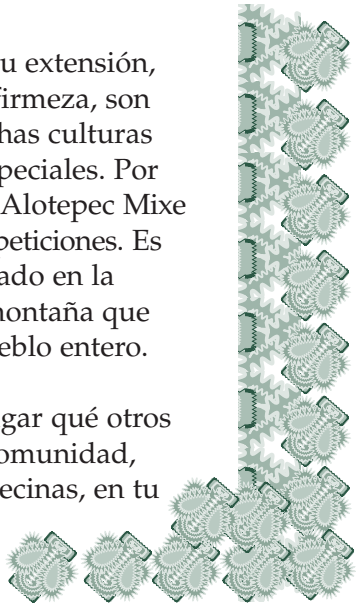 u extensión,
firmeza, son
has culturas
peciales. Por
Alotepec Mixe
peticiones. Es
ado en la
montaña que
eblo entero.
gar qué otros
omunidad,
ecinas, en tu